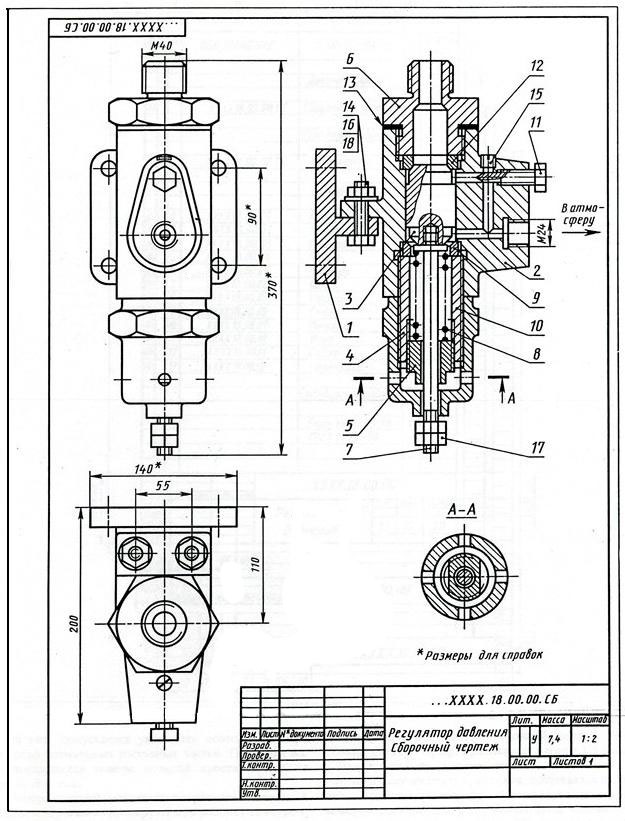 ...XXXX.18.00.00.СБ
М40
90*
370*
6
13
14
16
18
12
15
11
В атмо-
сферу
М24
2
3
1
9
10
4
8
А
А
5
7
17
140*
55
110
200
А-А
*Размеры для справок
...XXXX.18.00.00.СБ
Изм. Лист №документа Подпись Дата
Разраб.
Провер.
Т.контр.
Н.контр.
Утв.
Регулятор давления
Сборочный чертеж
Лит. Масса Масштаб
У 7,4 1:2
Лист Листов 1